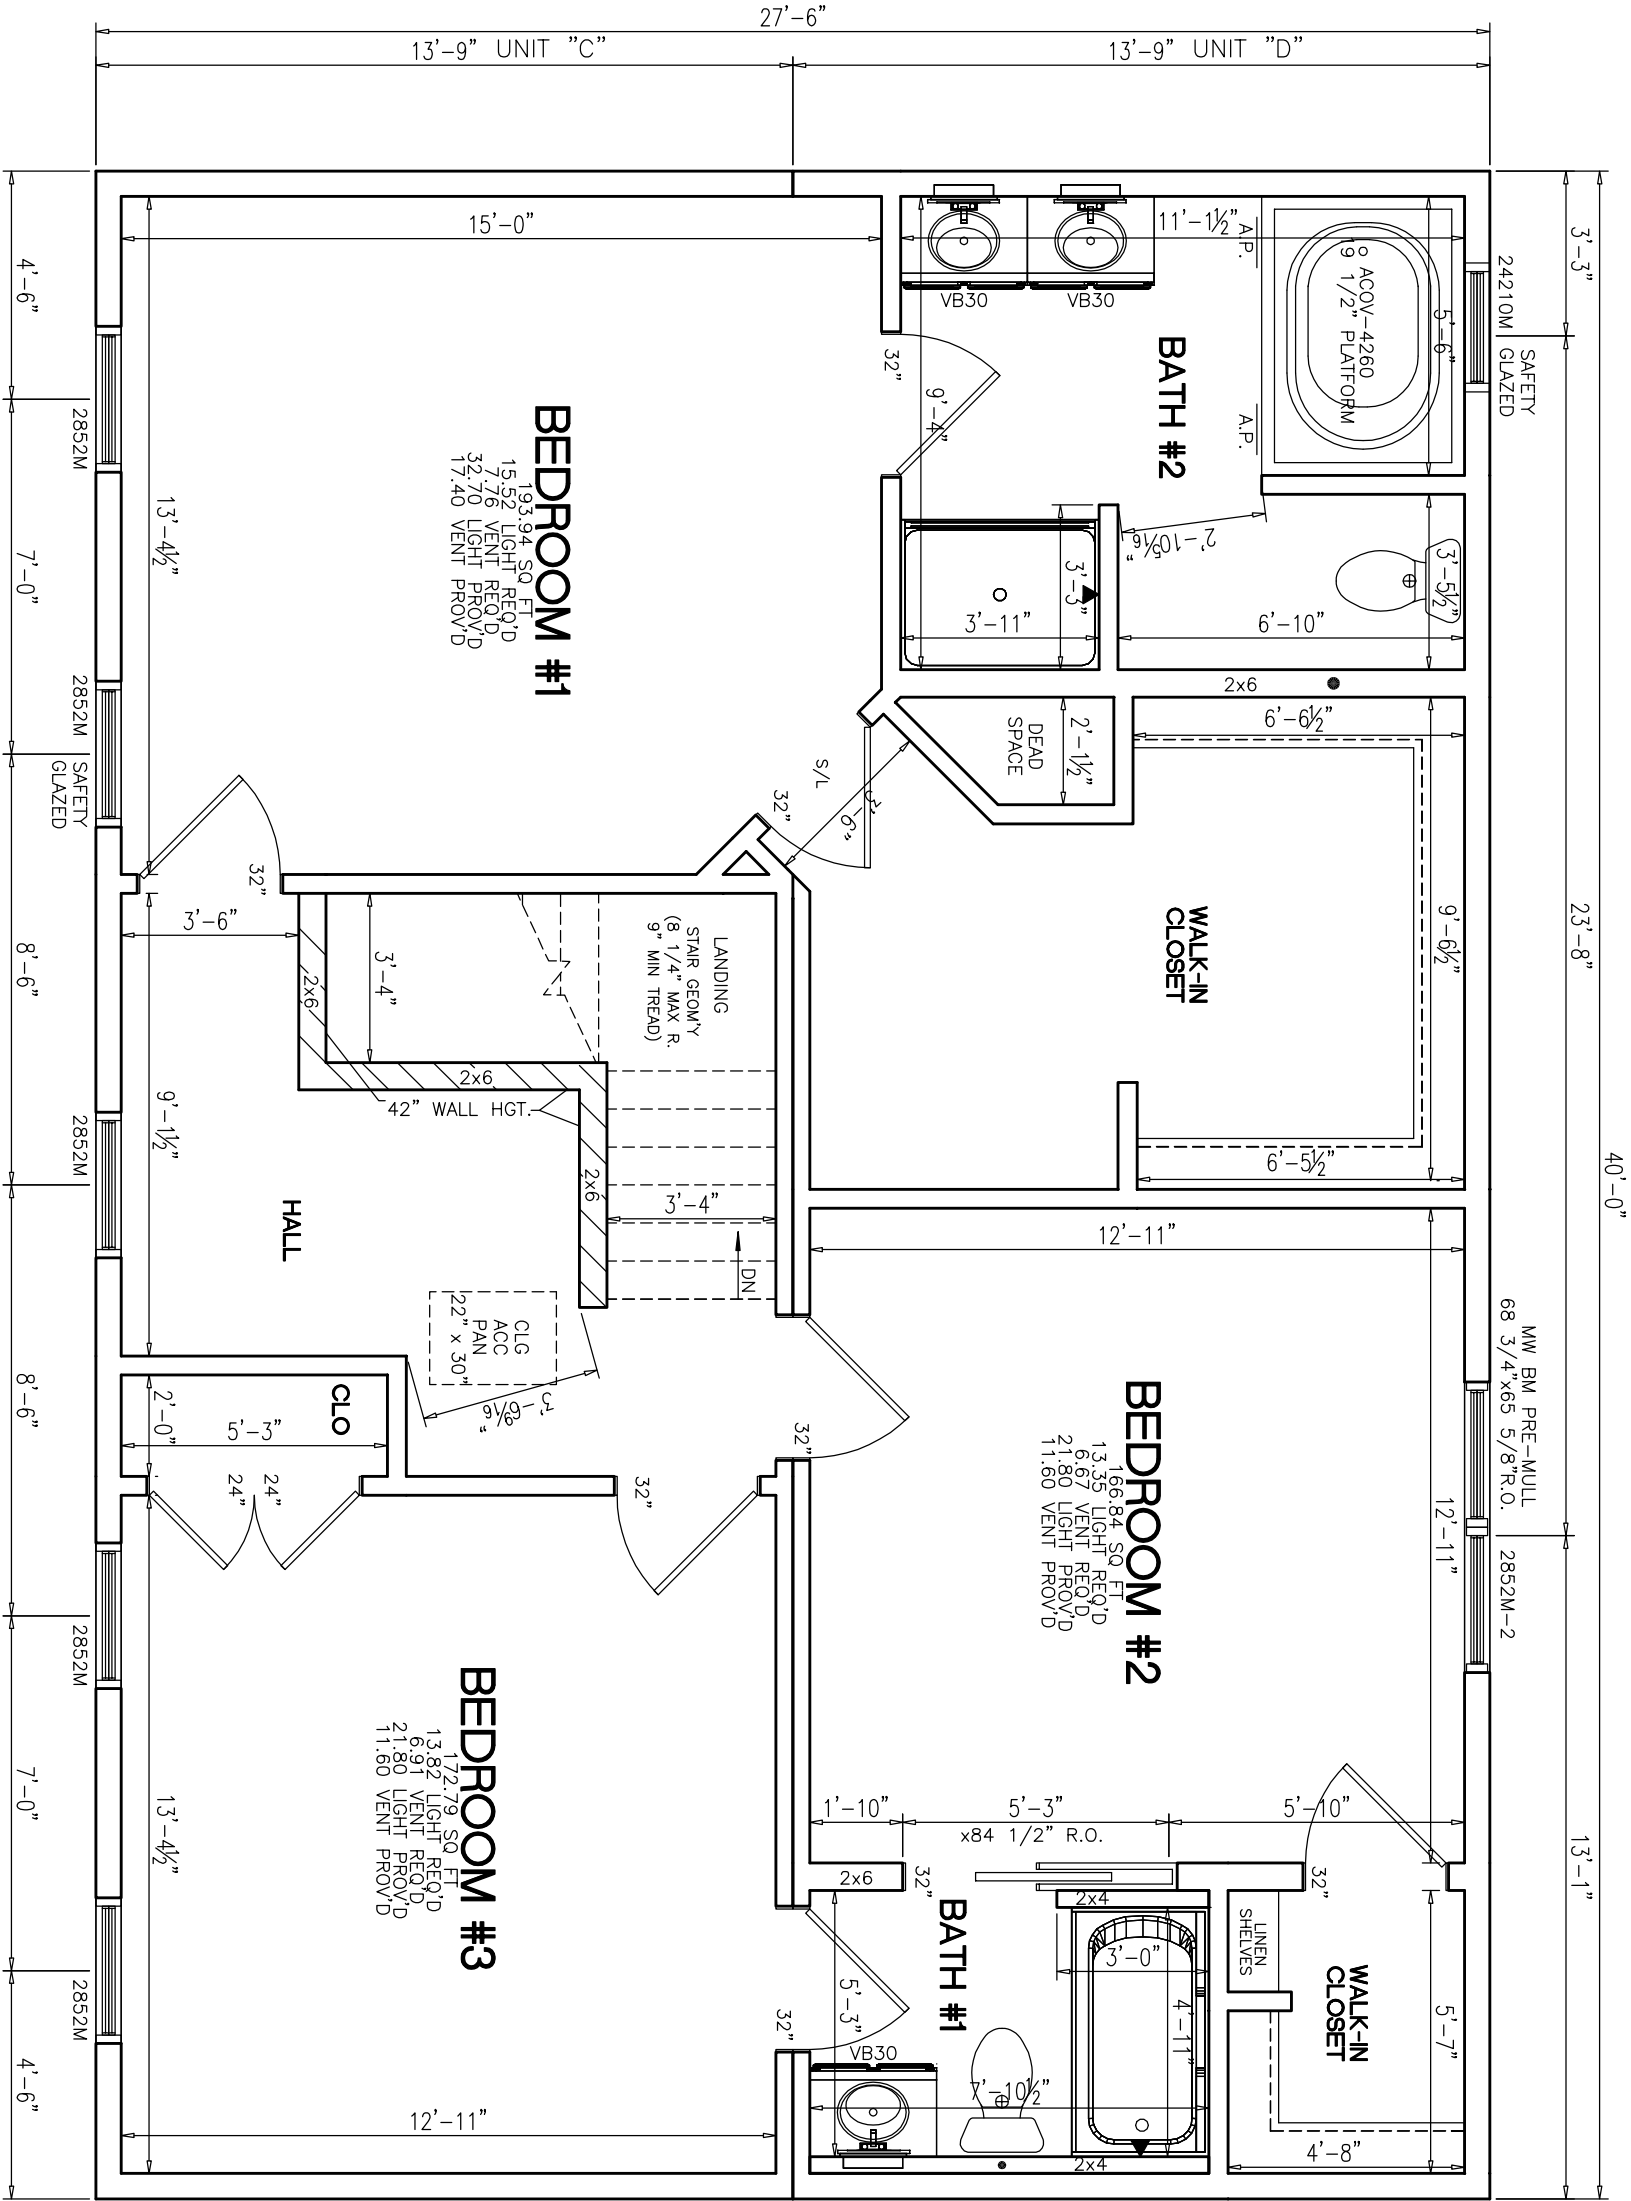 27'-6"
13'-9" UNIT "C"
13'-9" UNIT "D"
40'-0"
3'-3"
23'-8"
13'-1"
24210M
SAFETY
GLAZED
MW BM PRE-MULL
68 3/4"x65 5/8"R.O.
2852M-2
15'-0"
11'-1½"
A.P.
A.P.
ACOV-4260
19 1/2" PLATFORM
5'-6"
VB30
VB30
BATH #2
32"
9'-4"
2'-10 5/16"
3'-5½"
3'-3"
3'-11"
6'-10"
2x6
BEDROOM #1
193.94 SQ FT
15.52 LIGHT REQ'D
7.76 VENT REQ'D
32.70 LIGHT PROV'D
17.40 VENT PROV'D
13'-4½"
DEAD
SPACE
2'-1½"
6'-6½"
S/L
32"
3'-6"
WALK-IN
CLOSET
9'-6½"
6'-5½"
32"
3'-6"
3'-4"
2x6
LANDING
STAIR GEOM'Y
(8 1/4" MAX R.
9" MIN TREAD)
2x6
42" WALL HGT.
2x6
3'-4"
DN
9'-1½"
HALL
CLG
ACC
PAN
22" x 30"
3'-6 9/16"
CLO
2'-0"
5'-3"
24"
24"
32"
32"
12'-11"
BEDROOM #2
166.84 SQ FT
13.35 LIGHT REQ'D
6.67 VENT REQ'D
21.80 LIGHT PROV'D
11.60 VENT PROV'D
12'-11"
1'-10"
5'-3"
x84 1/2" R.O.
5'-10"
BEDROOM #3
172.79 SQ FT
13.82 LIGHT REQ'D
6.91 VENT REQ'D
21.80 LIGHT PROV'D
11.60 VENT PROV'D
13'-4½"
12'-11"
2x6
32"
2x4
32"
BATH #1
LINEN
SHELVES
WALK-IN
CLOSET
3'-0"
4'-11"
5'-3"
5'-7"
32"
VB30
7'-10½"
2x4
4'-8"
2852M
2852M
SAFETY
GLAZED
2852M
2852M
2852M
4'-6"
7'-0"
8'-6"
8'-6"
7'-0"
4'-6"